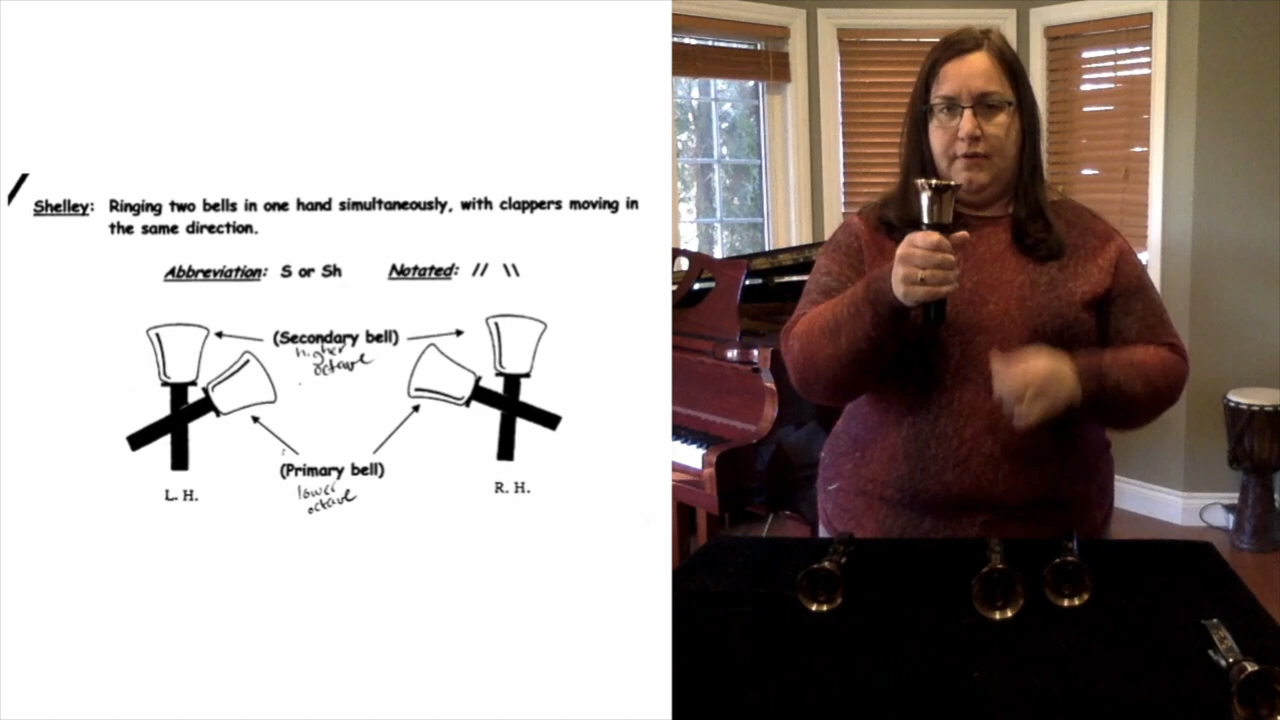 Shelley: Ringing two bells in one hand simultaneously, with clappers moving in
the same direction.
Abbreviation: S or Sh Notated: // \\
(Secondary bell)
higher
octave
(Primary bell)
lower
octave
L. H.
R. H.